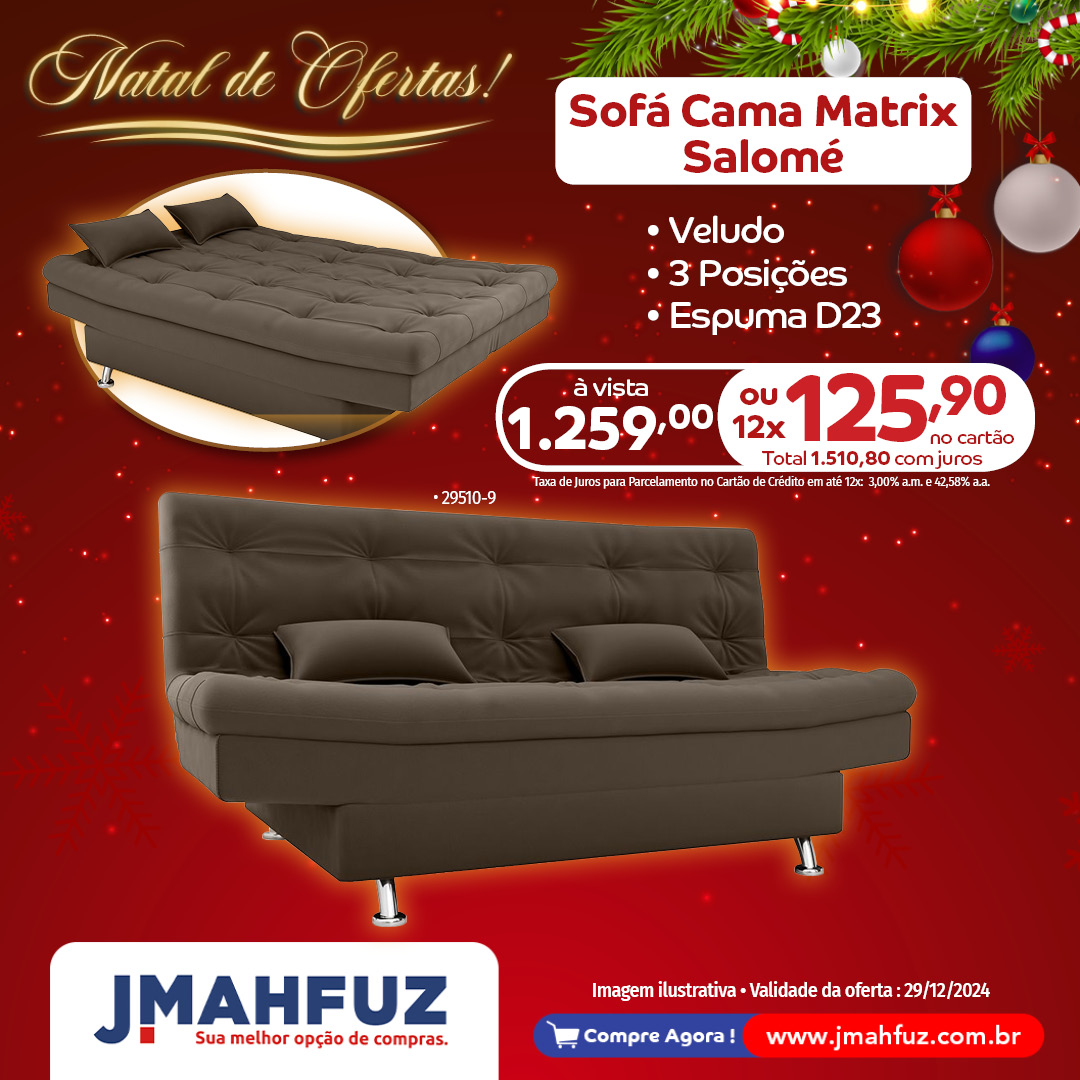 Natal de Ofertas!
Sofá Cama Matrix
Salomé
• Veludo
• 3 Posições
• Espuma D23
à vista
1.259,00
ou
12x 125,90
no cartão
Total 1.510,80 com juros
Taxa de Juros para Parcelamento no Cartão de Crédito em até 12x: 3,00% a.m. e 42,58% a.a.
• 29510-9
JMAHFUZ
Sua melhor opção de compras.
Imagem ilustrativa • Validade da oferta : 29/12/2024
Compre Agora !
www.jmahfuz.com.br